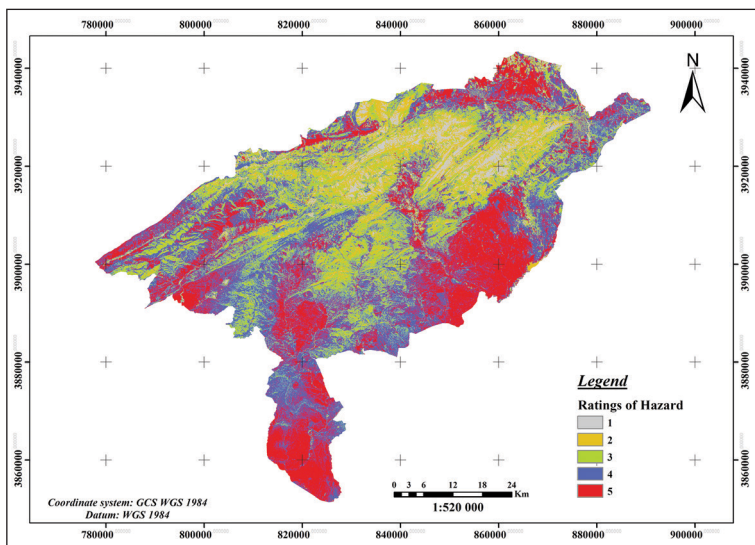 780000 800000 820000 840000 860000 880000 900000
3940000 3940000
3920000 3920000
3900000 3900000
3880000 3880000
3860000 3860000
N
Legend
Ratings of Hazard
1
2
3
4
5
0 3 6 12 18 24
Km
1:520 000
Coordinate system: GCS WGS 1984
Datum: WGS 1984
780000 800000 820000 840000 860000 880000 900000